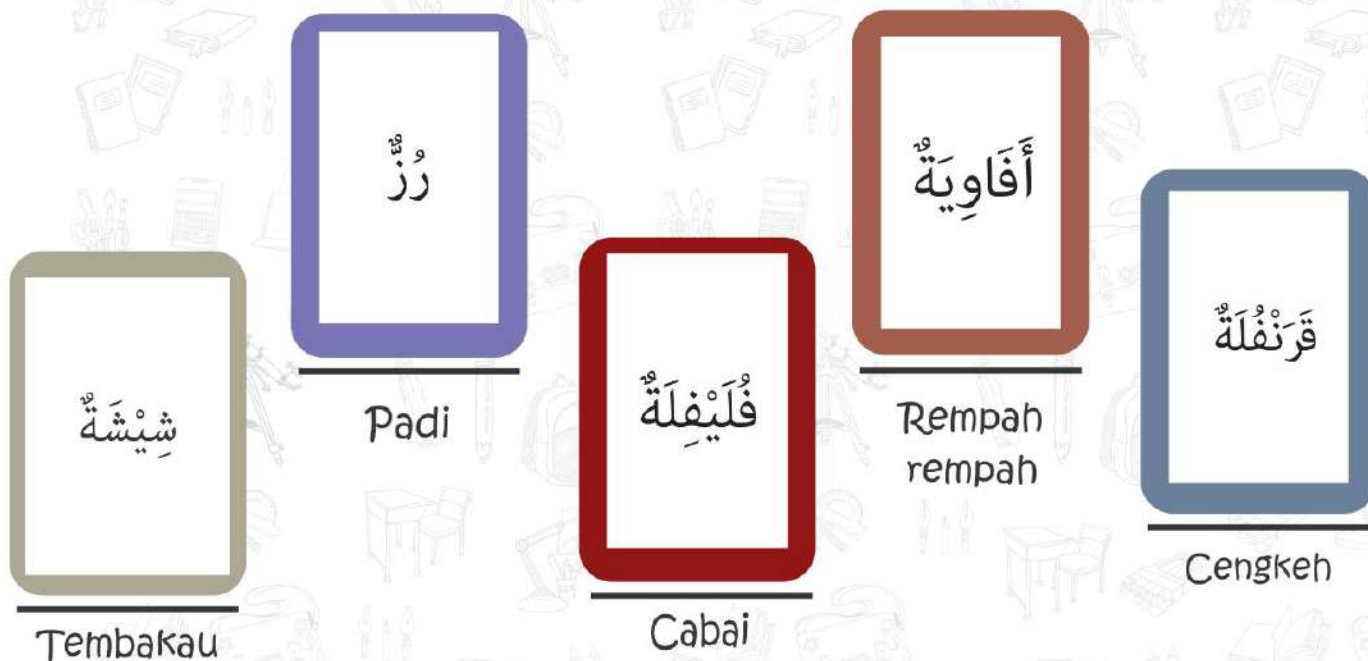 شِيْشَةٌ
Tembakau
رُزٌّ
Padi
فُلَيْفِلَةٌ
Cabai
أَفَاوِيَةٌ
Rempah
rempah
قَرَنْفُلَةٌ
Cengkeh